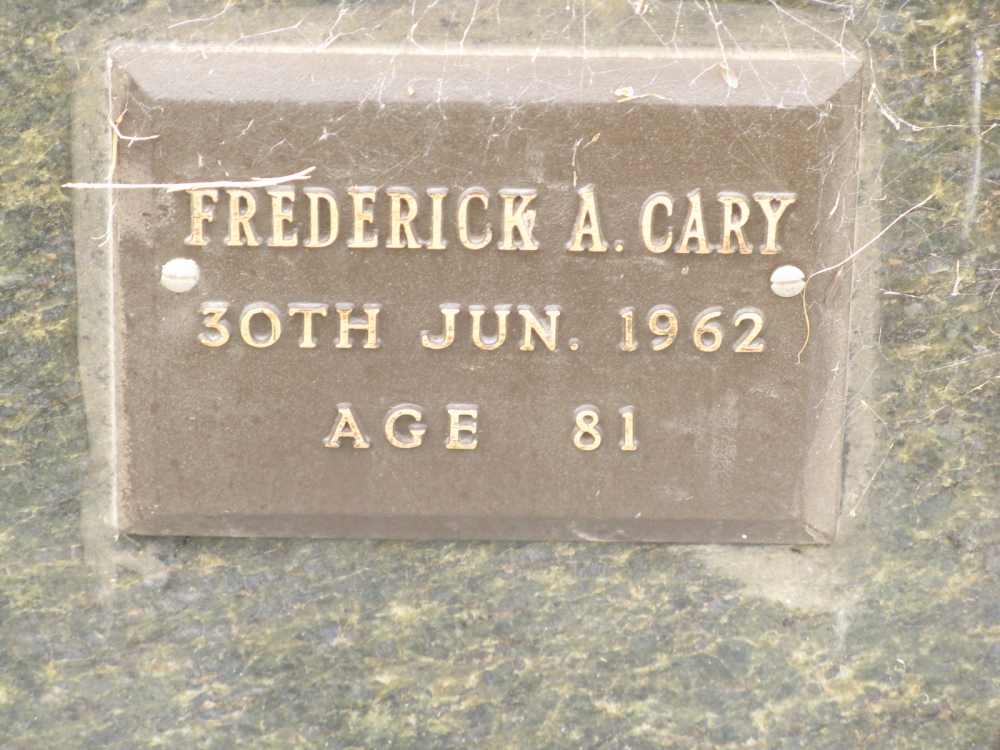 FREDERICK A. CARY
30TH JUN. 1962
AGE 81